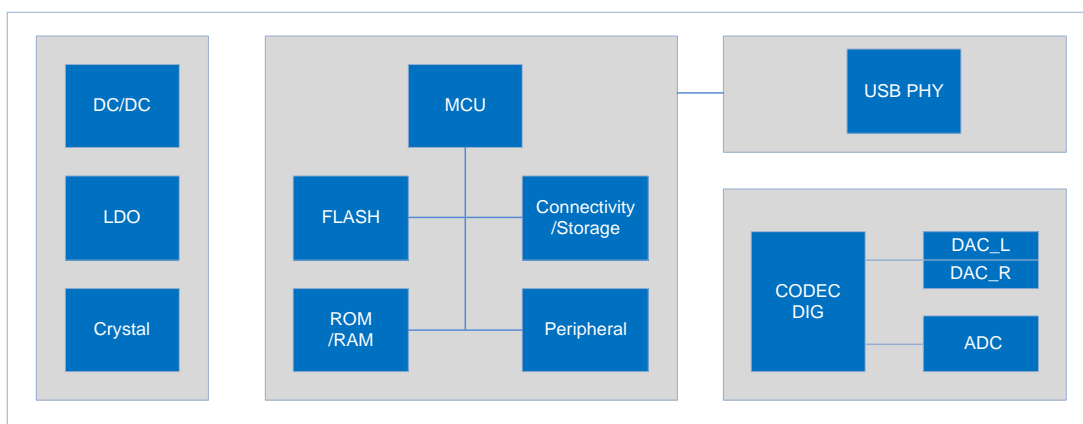 DC/DC
LDO
Crystal
MCU
FLASH
Connectivity
/Storage
ROM
/RAM
Peripheral
USB PHY
CODEC
DIG
DAC_L
DAC_R
ADC